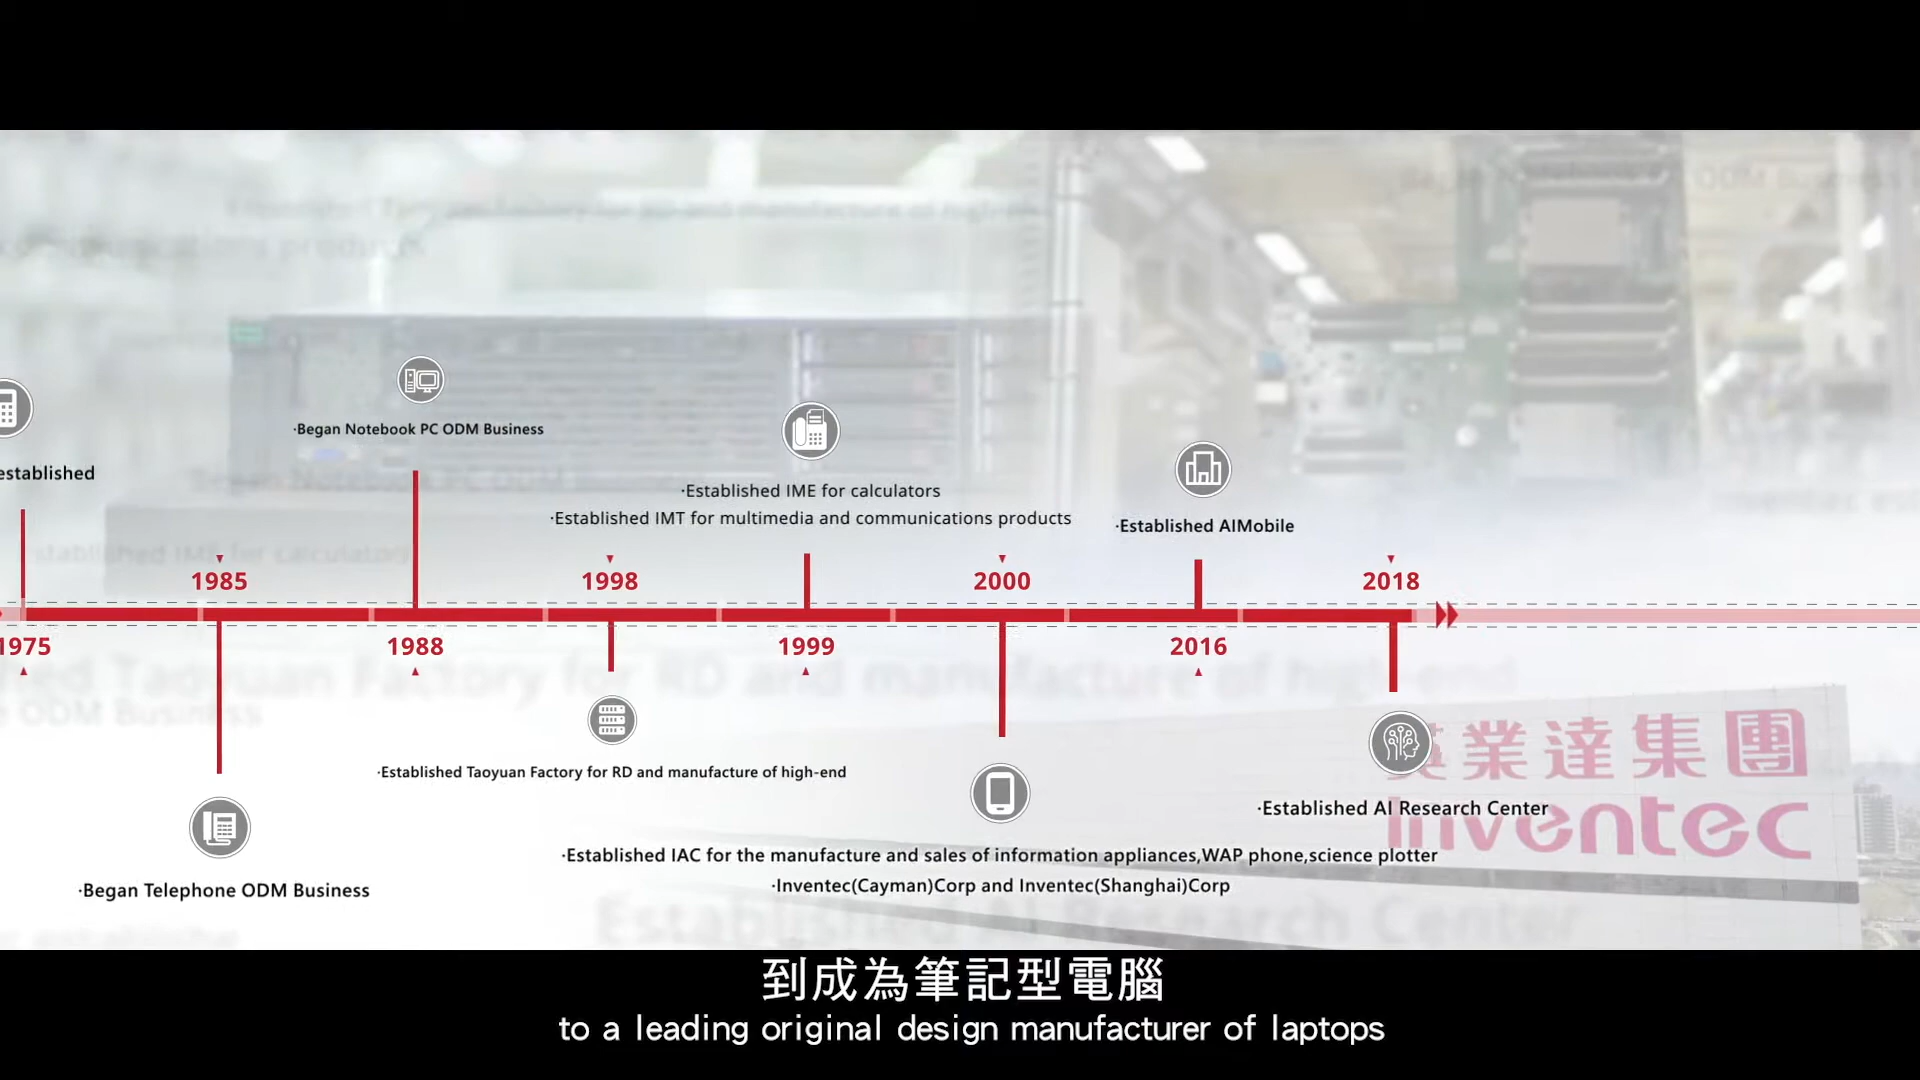 ·Began Notebook PC ODM Business
established
·Established IME for calculators
·Established IMT for multimedia and communications products
·Established AIMobile
1985
1998
2000
2018
1975
1988
1999
2016
·Established Taoyuan Factory for RD and manufacture of high-end
·Began Telephone ODM Business
·Established IAC for the manufacture and sales of information appliances,WAP phone,science plotter
·Inventec(Cayman)Corp and Inventec(Shanghai)Corp
·Established AI Research Center
英業達集團
Inventec
到成為筆記型電腦
to a leading original design manufacturer of laptops